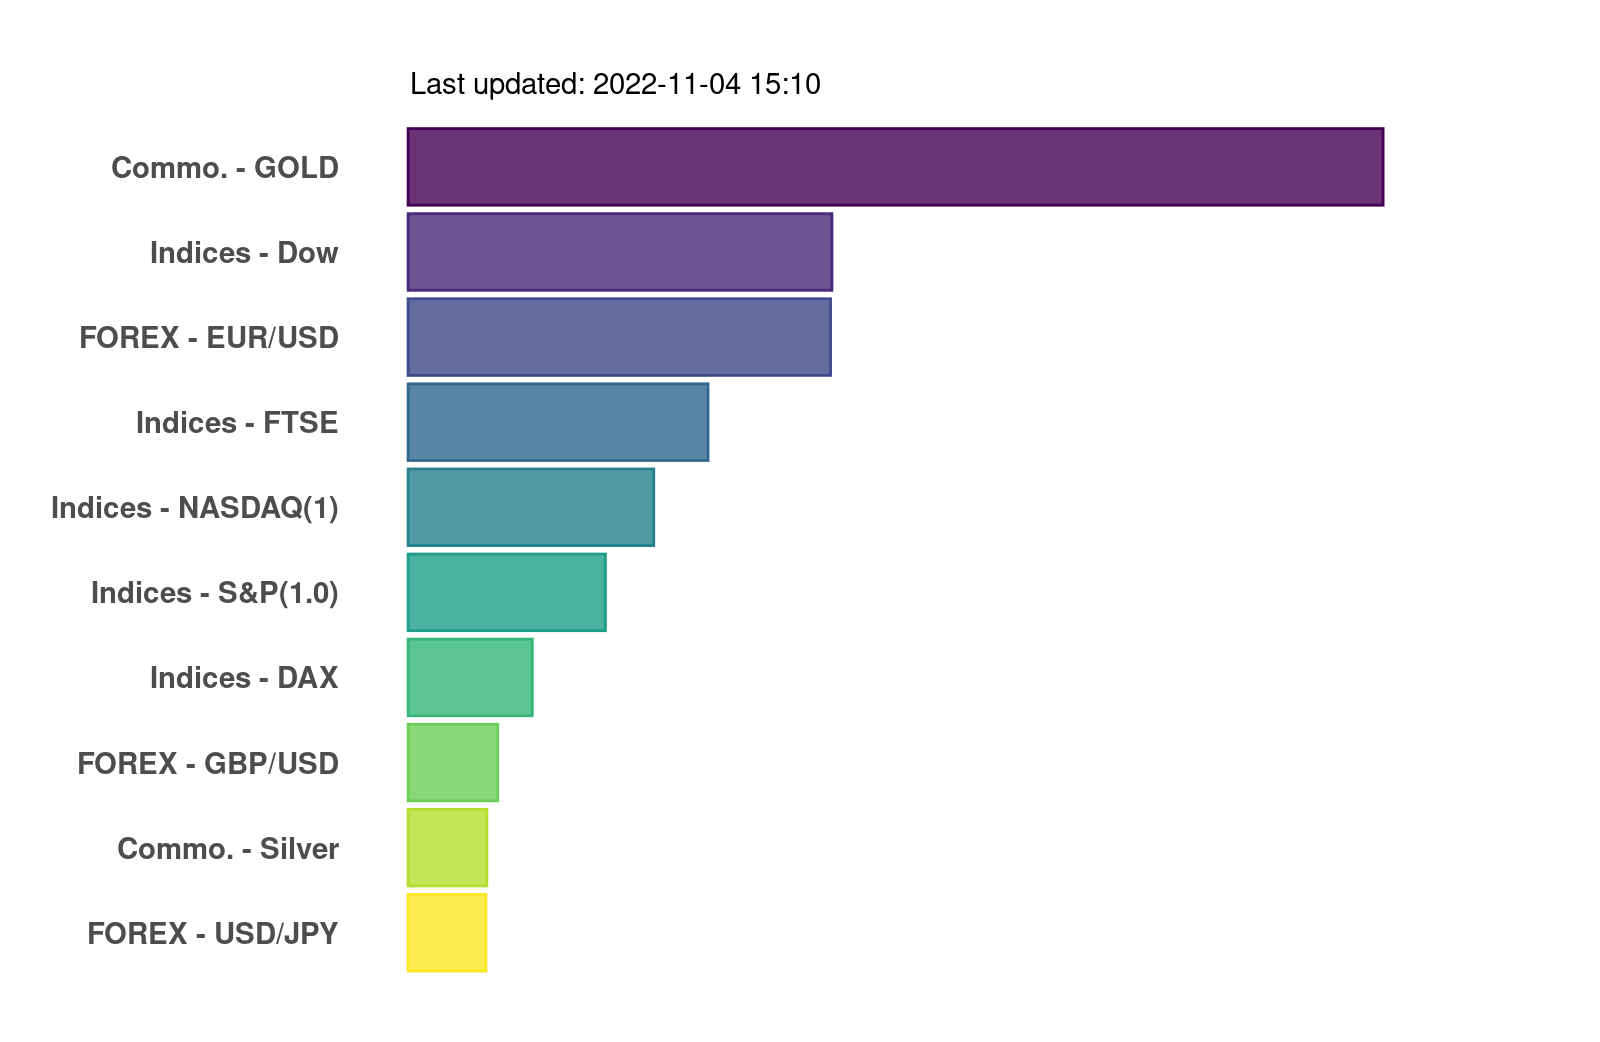 Last updated: 2022-11-04 15:10
Commo. - GOLD
Indices - Dow
FOREX - EUR/USD
Indices - FTSE
Indices - NASDAQ(1)
Indices - S&P(1.0)
Indices - DAX
FOREX - GBP/USD
Commo. - Silver
FOREX - USD/JPY